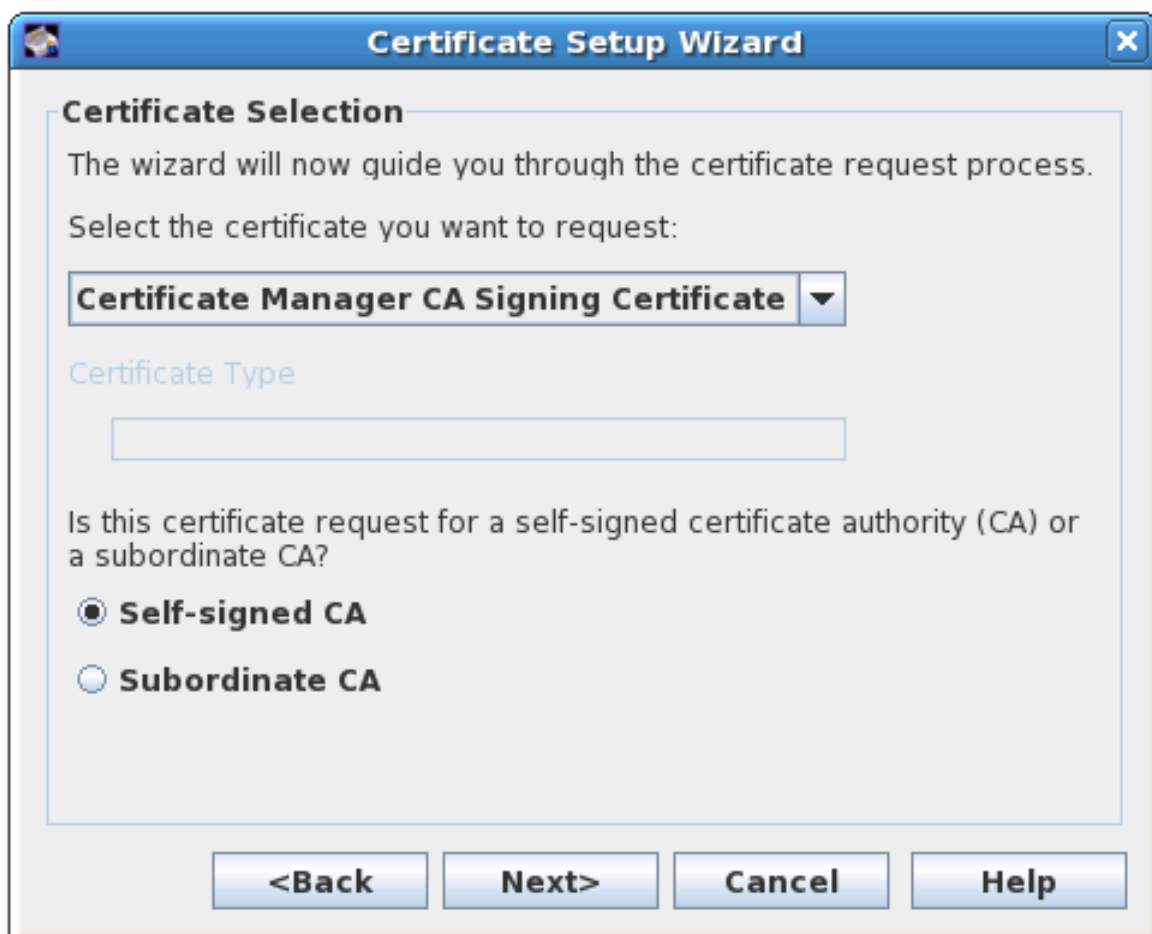 Certificate Setup Wizard
Certificate Selection
The wizard will now guide you through the certificate request process.
Select the certificate you want to request:
Certificate Manager CA Signing Certificate
Certificate Type
Is this certificate request for a self-signed certificate authority (CA) or
a subordinate CA?
Self-signed CA
Subordinate CA
<Back Next> Cancel Help